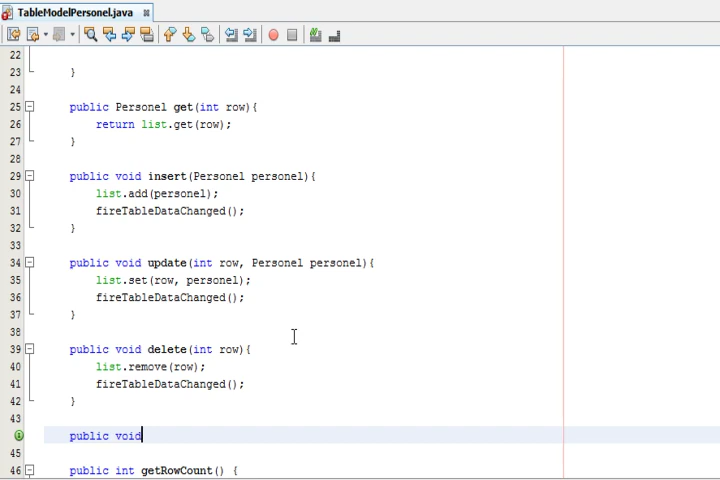 TableModelPersonel.java
22
23 }
24
25 public Personel get(int row){
26 return list.get(row);
27 }
28
29 public void insert(Personel personel){
30 list.add(personel);
31 fireTableDataChanged();
32 }
33
34 public void update(int row, Personel personel){
35 list.set(row, personel);
36 fireTableDataChanged();
37 }
38
39 public void delete(int row){
40 list.remove(row);
41 fireTableDataChanged();
42 }
43
public void
45
46 public int getRowCount() {